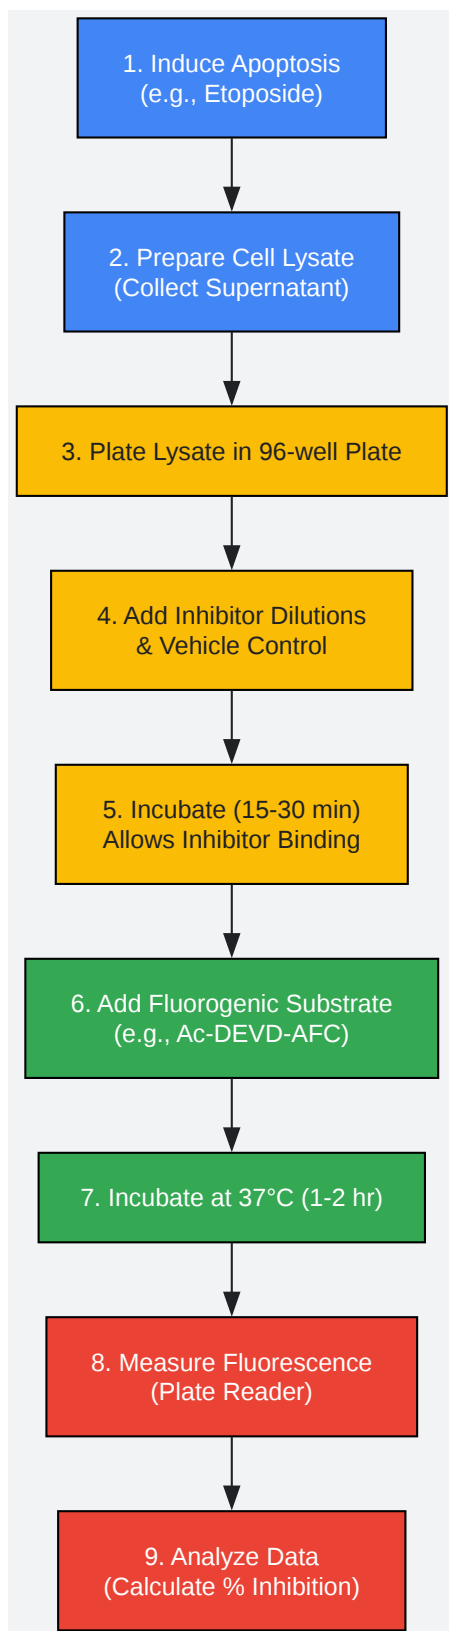 1. Induce Apoptosis
(e.g., Etoposide)
2. Prepare Cell Lysate
(Collect Supernatant)
3. Plate Lysate in 96-well Plate
4. Add Inhibitor Dilutions
& Vehicle Control
5. Incubate (15-30 min)
Allows Inhibitor Binding
6. Add Fluorogenic Substrate
(e.g., Ac-DEVD-AFC)
7. Incubate at 37°C (1-2 hr)
8. Measure Fluorescence
(Plate Reader)
9. Analyze Data
(Calculate % Inhibition)